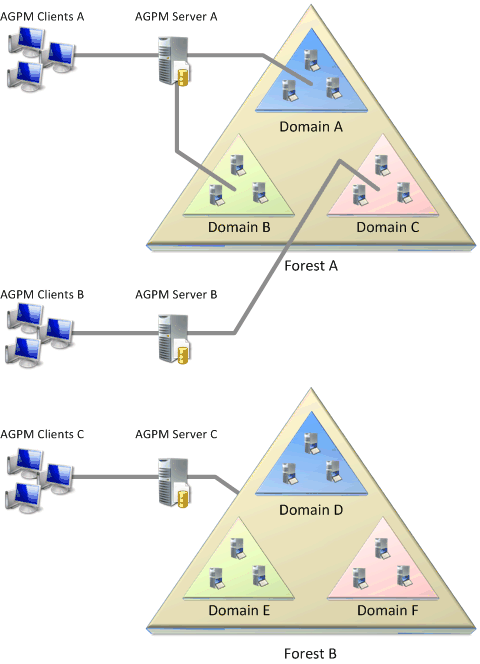 AGPM Clients A
AGPM Server A
Domain A
Domain B
Domain C
Forest A
AGPM Clients B
AGPM Server B
AGPM Clients C
AGPM Server C
Domain D
Domain E
Domain F
Forest B